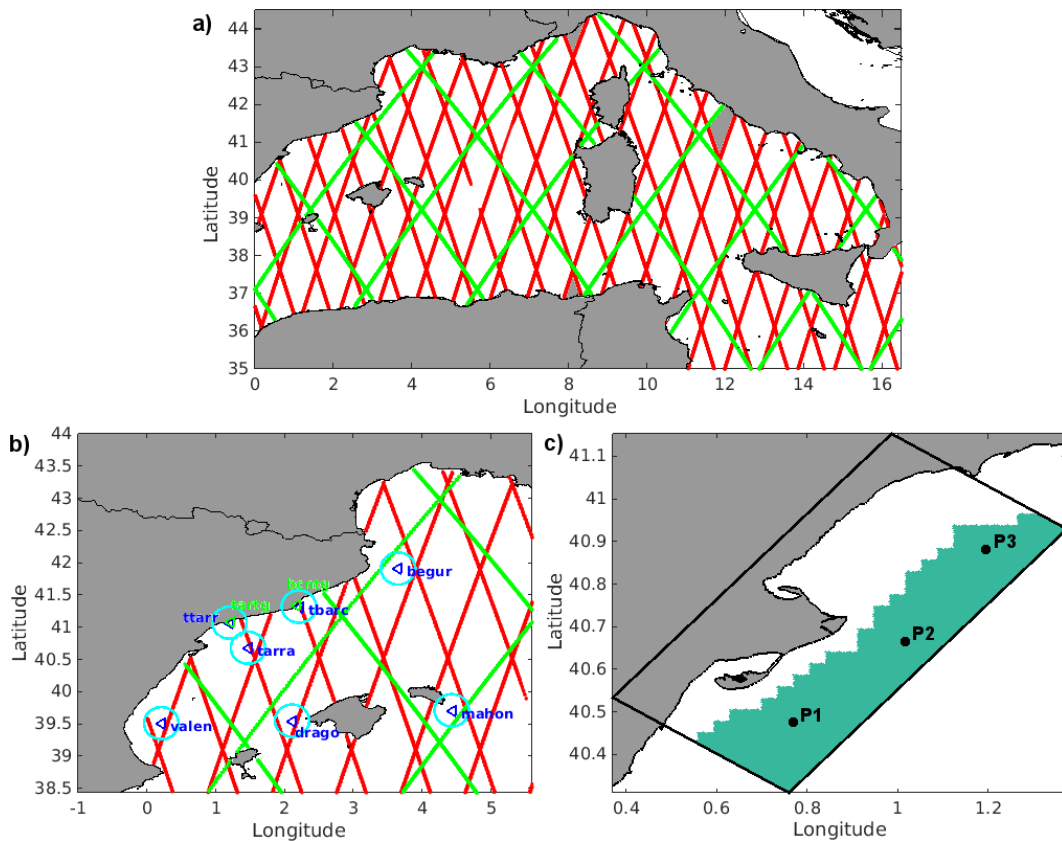 a)
44
43
42
41
40
39
38
37
36
35
Latitude
0 2 4 6 8 10 12 14 16
Longitude
b)
44
43.5
43
42.5
42
41.5
41
40.5
40
39.5
39
38.5
Latitude
begur
ttarr
tbarc
tarra
valen
drago
mahon
-1 0 1 2 3 4 5
Longitude
c)
41.1
41
40.9
40.8
40.7
40.6
40.5
40.4
Latitude
P3
P2
P1
0.4 0.6 0.8 1 1.2
Longitude